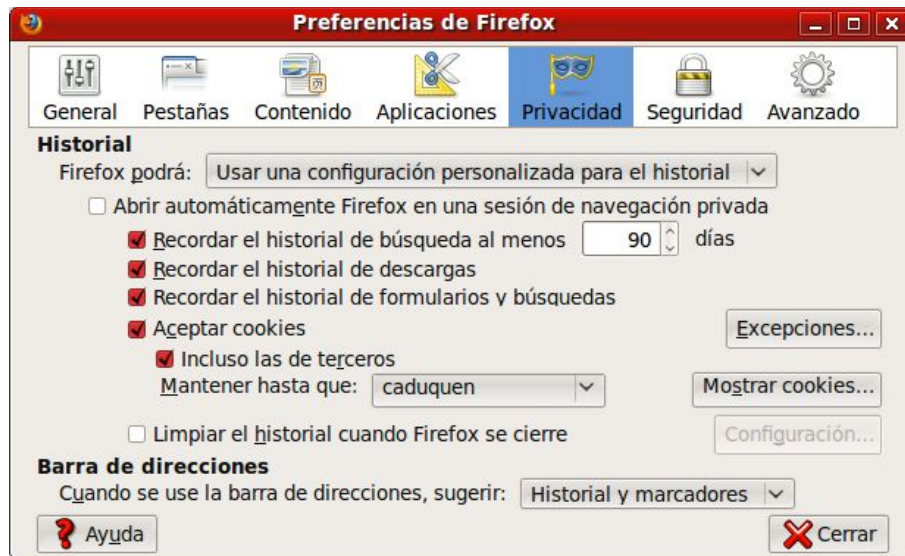 Preferencias de Firefox
General Pestañas Contenido Aplicaciones Privacidad Seguridad Avanzado
Historial
Firefox podrá: Usar una configuración personalizada para el historial
Abrir automáticamente Firefox en una sesión de navegación privada
Recordar el historial de búsqueda al menos 90 días
Recordar el historial de descargas
Recordar el historial de formularios y búsquedas
Aceptar cookies Excepciones...
Incluso las de terceros
Mantener hasta que: caduquen Mostrar cookies...
Limpiar el historial cuando Firefox se cierre Configuración...
Barra de direcciones
Cuando se use la barra de direcciones, sugerir: Historial y marcadores
Ayuda Cerrar